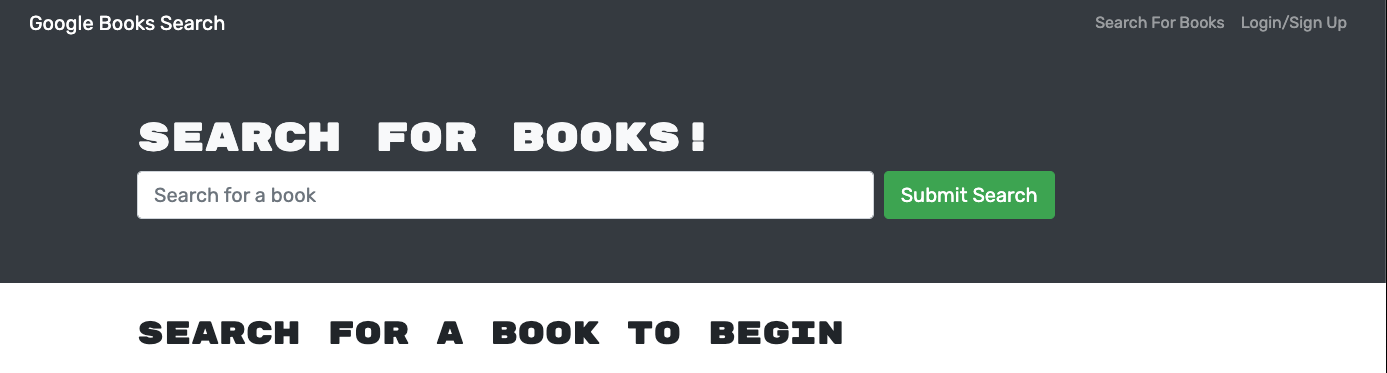 Google Books Search
Search For Books Login/Sign Up
SEARCH FOR BOOKS!
Search for a book
Submit Search
SEARCH FOR A BOOK TO BEGIN